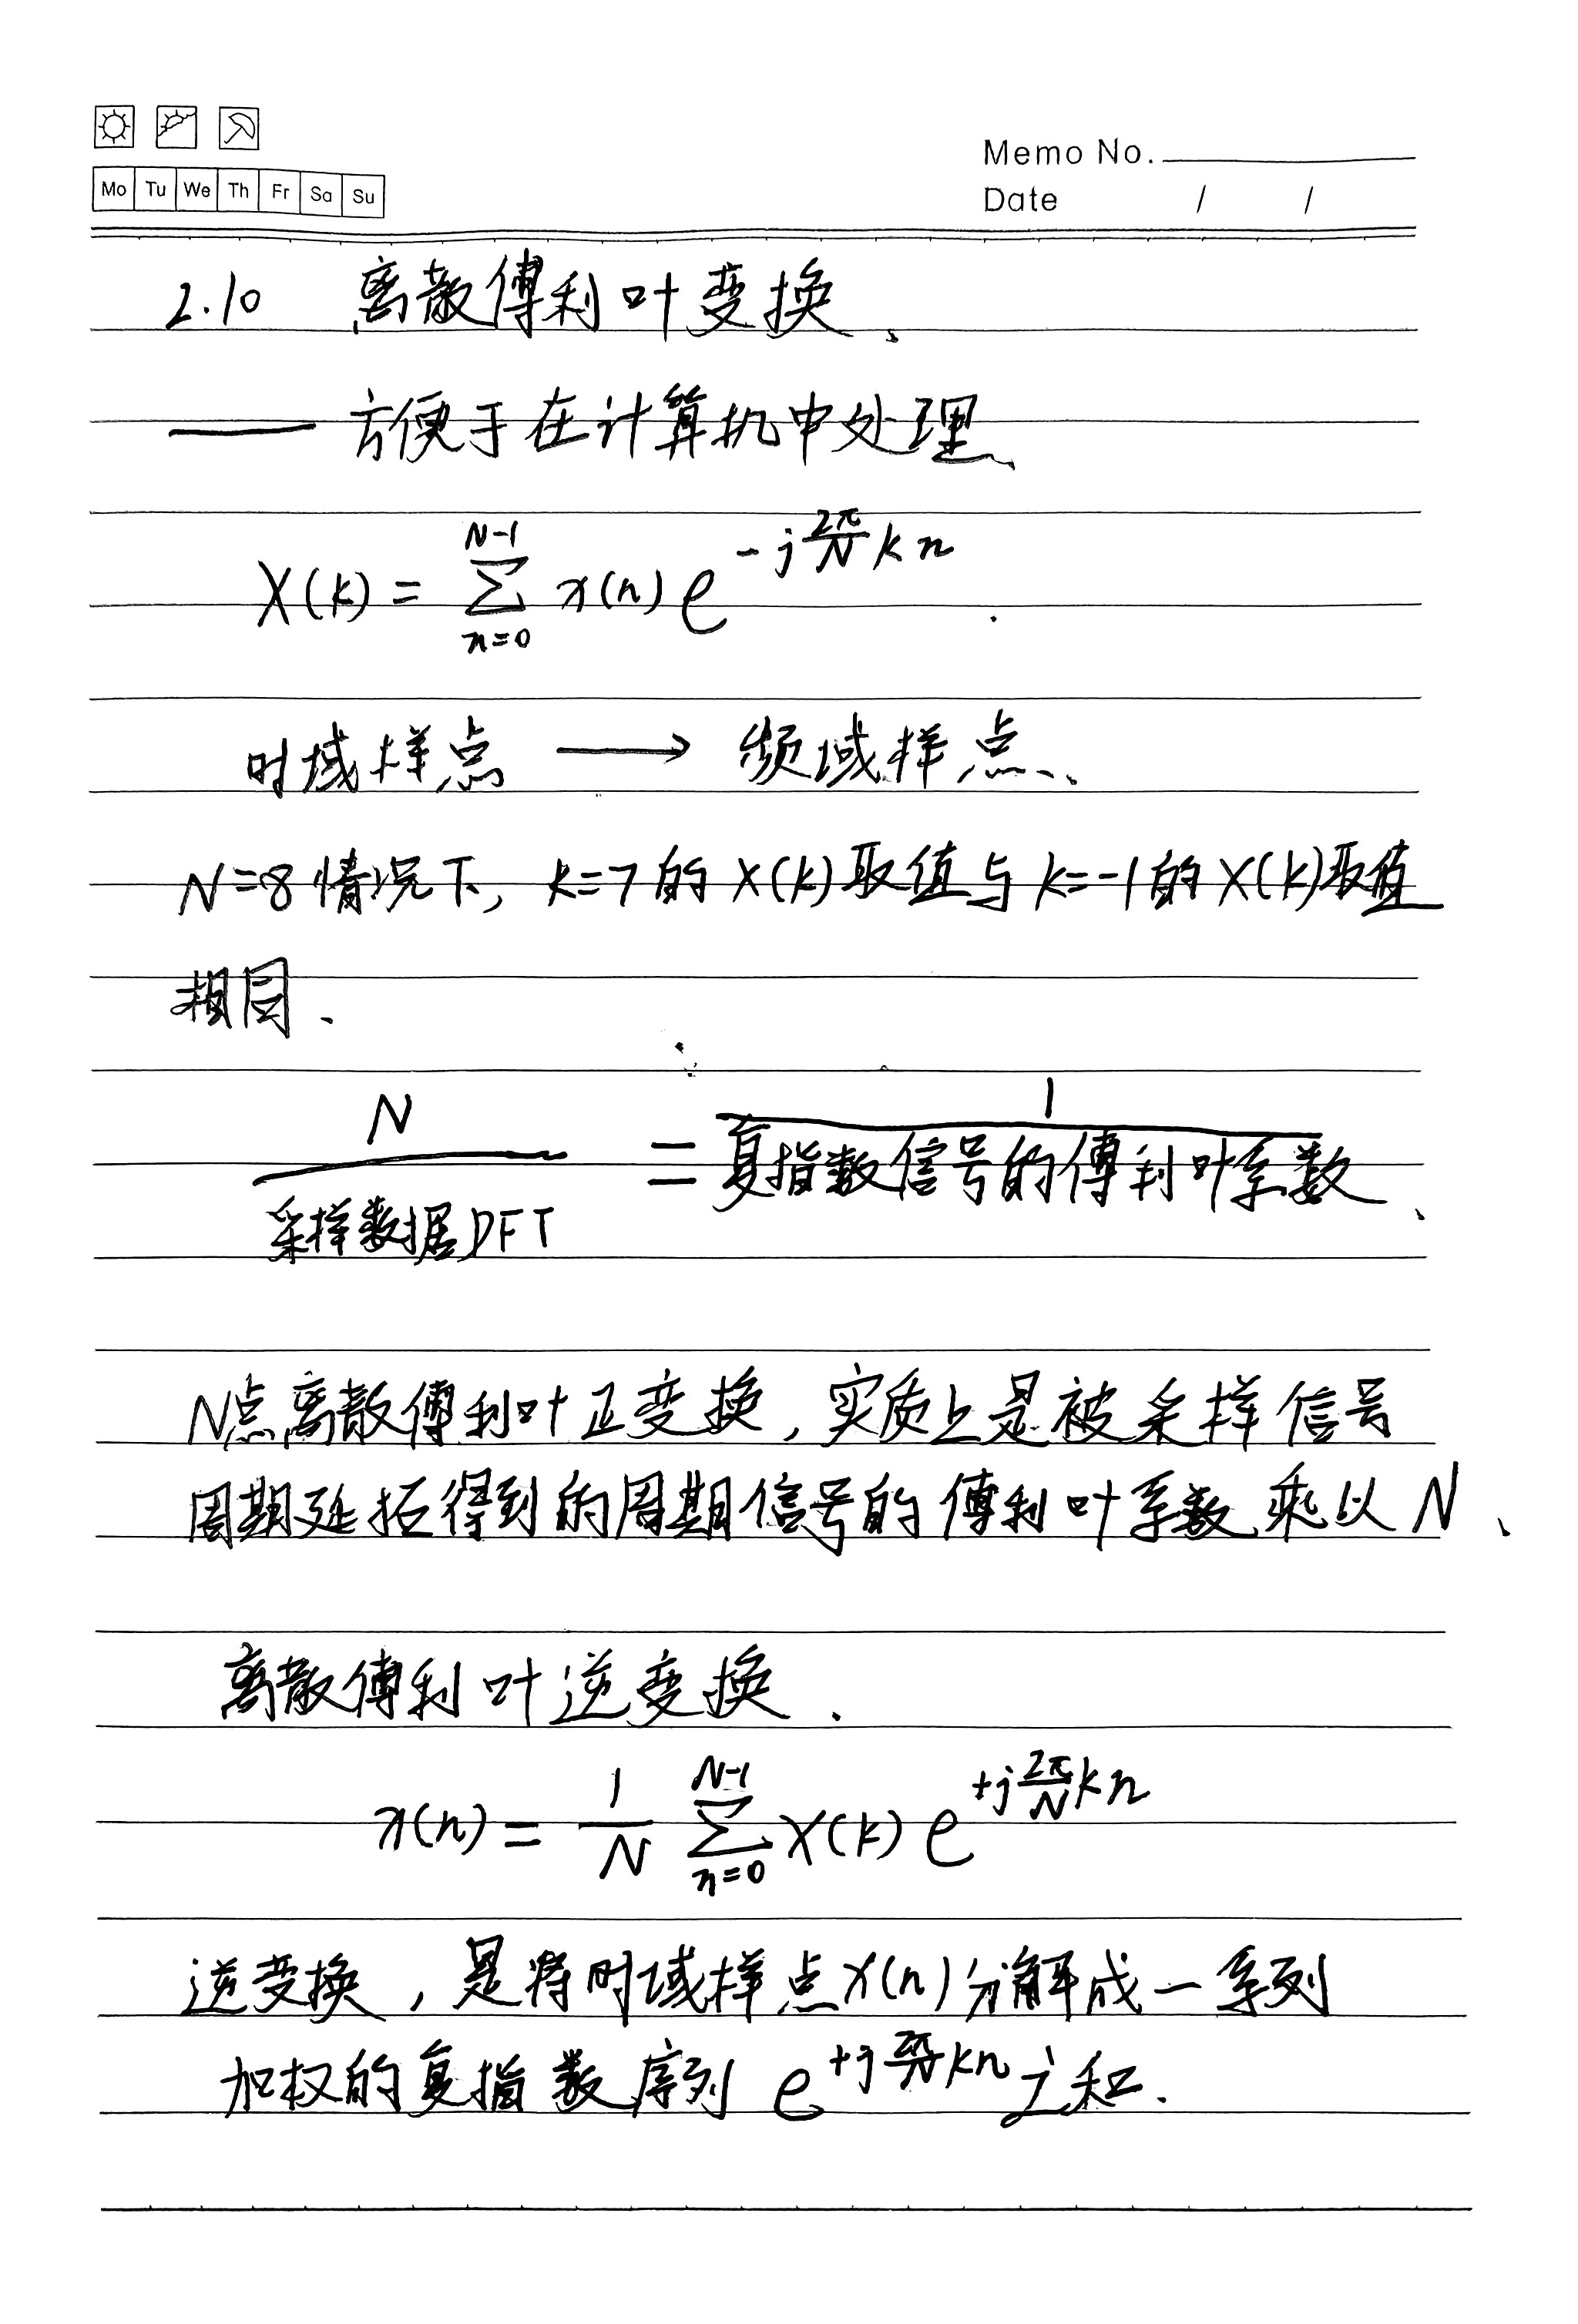 Mo Tu We Th Fr Sa Su
Memo No.
Date / /
2.10 离散傅利叶变换、
—— 方便于在计算机中处理、
X(k) = \sum_{n=0}^{N-1} x(n) e^{-j\frac{2\pi}{N}kn}.
时域样点 ⟶ 频域样点、
N=8情况下, k=7的X(k)取值与k=-1的X(k)取值
相同、
\frac{N}{采样数据DFT} = \frac{1}{复指数信号的傅利叶系数}、
N点离散傅利叶正变换, 实质上是被采样信号
周期延拓得到的周期信号的傅利叶系数乘以N、
离散傅利叶逆变换.
x(n) = \frac{1}{N} \sum_{n=0}^{N-1} X(k) e^{+j\frac{2\pi}{N}kn}
逆变换, 是将时域样点x(n)分解成一系列
加权的复指数序列 e^{+j\frac{2\pi}{N}kn}之和.